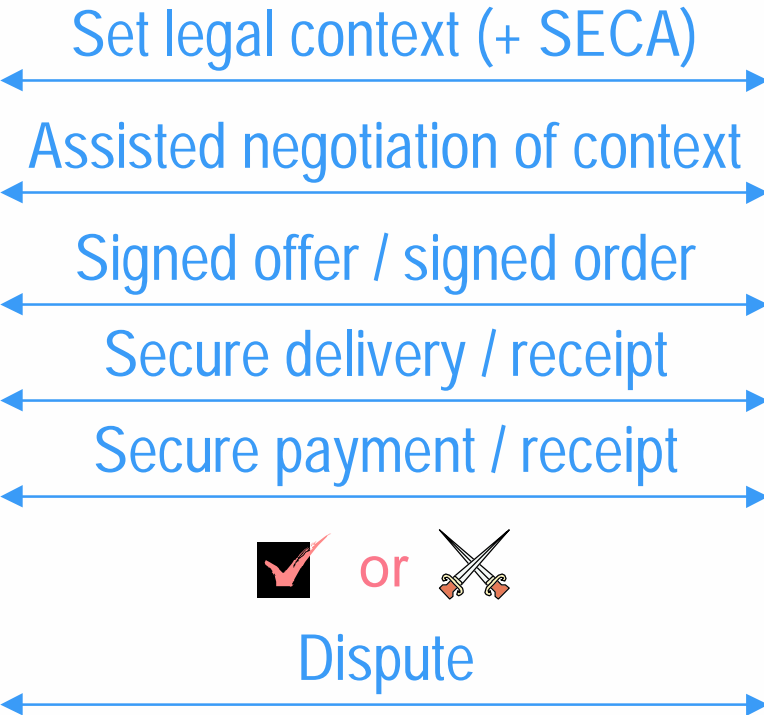 Set legal context (+ SECA)
Assisted negotiation of context
Signed offer / signed order
Secure delivery / receipt
Secure payment / receipt
or
Dispute